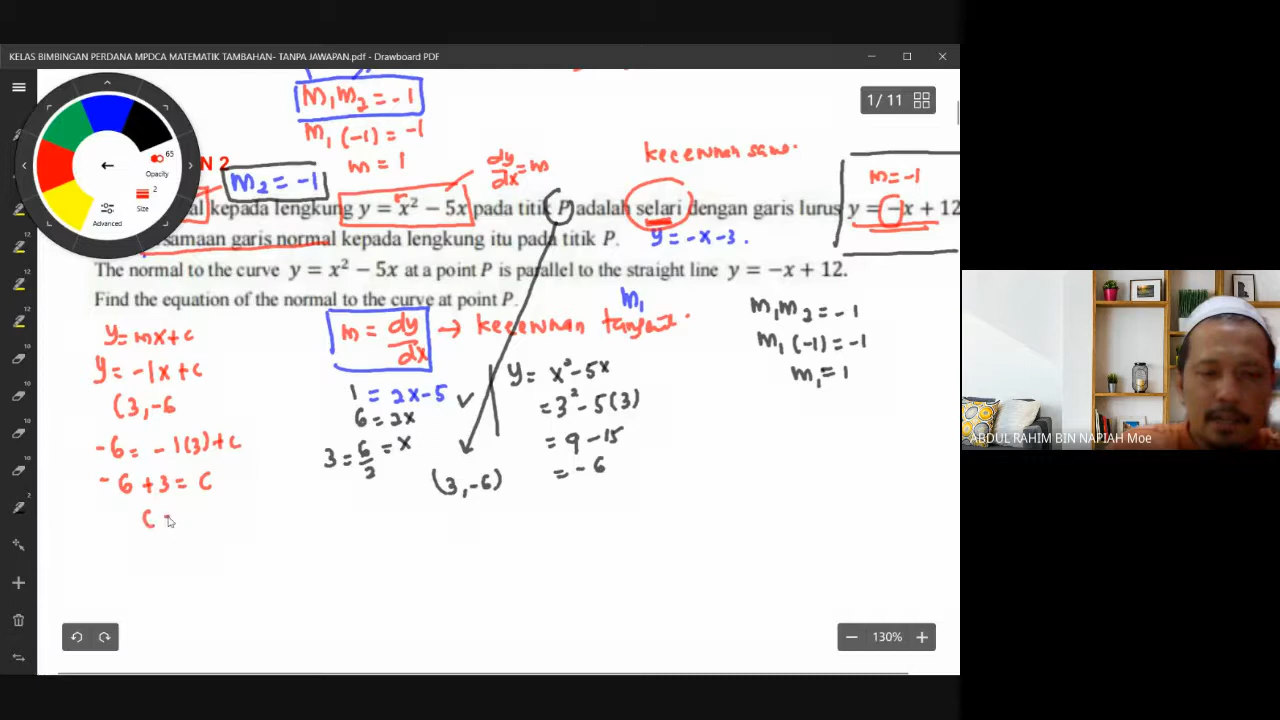 KELAS BIMBINGAN PERDANA MPDCA MATEMATIK TAMBAHAN- TANPA JAWAPAN.pdf - Drawboard PDF
1 / 11
65
Opacity
2
Size
Advanced
m₁m₂ = -1
m₁(-1) = -1
m = 1
dy/dx = m
kecerunan sama.
m = -1
N 2
m₂ = -1
kepada lengkung y = x² − 5x pada titik P adalah selari dengan garis lurus y = −x + 12
samaan garis normal kepada lengkung itu pada titik P.
y = -x - 3.
The normal to the curve y = x² − 5x at a point P is parallel to the straight line y = −x + 12.
Find the equation of the normal to the curve at point P.
m₁
y = mx + c
y = -1x + c
(3, -6
-6 = -1(3) + c
-6 + 3 = c
c =
m = dy/dx → kecerunan tangent.
1 = 2x - 5 ✓
6 = 2x
3 = 6/2 = x
(3, -6)
y = x² - 5x
= 3² - 5(3)
= 9 - 15
= -6
m₁m₂ = -1
m₁(-1) = -1
m₁ = 1
130%
ABDUL RAHIM BIN NAPIAH Moe